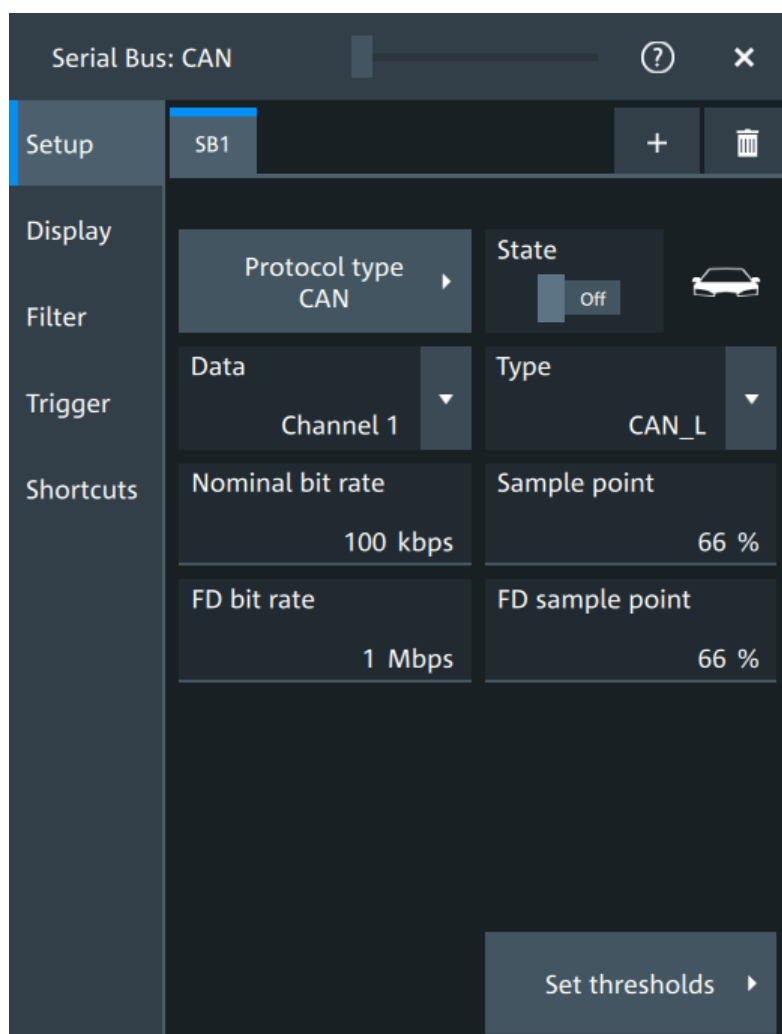 Serial Bus: CAN
Setup
SB1
+
Display
Protocol type
CAN
State
Off
Filter
Data
Channel 1
Type
CAN_L
Trigger
Nominal bit rate
100 kbps
Sample point
66 %
Shortcuts
FD bit rate
1 Mbps
FD sample point
66 %
Set thresholds